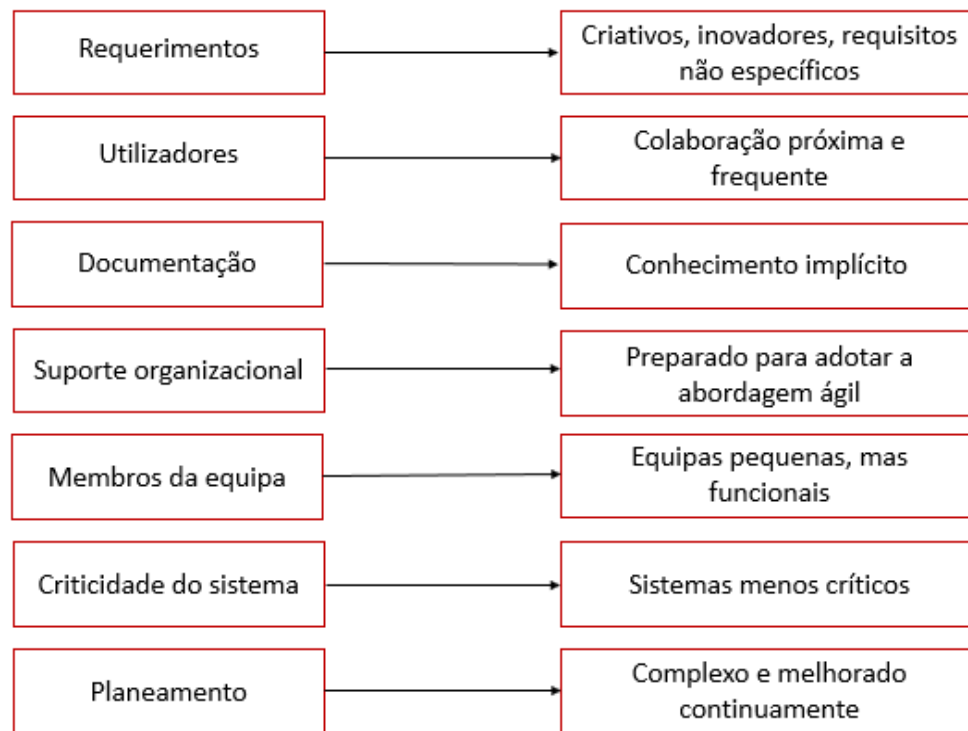 Requerimentos
Criativos, inovadores, requisitos
não específicos
Utilizadores
Colaboração próxima e
frequente
Documentação
Conhecimento implícito
Suporte organizacional
Preparado para adotar a
abordagem ágil
Membros da equipa
Equipas pequenas, mas
funcionais
Criticidade do sistema
Sistemas menos críticos
Planeamento
Complexo e melhorado
continuamente